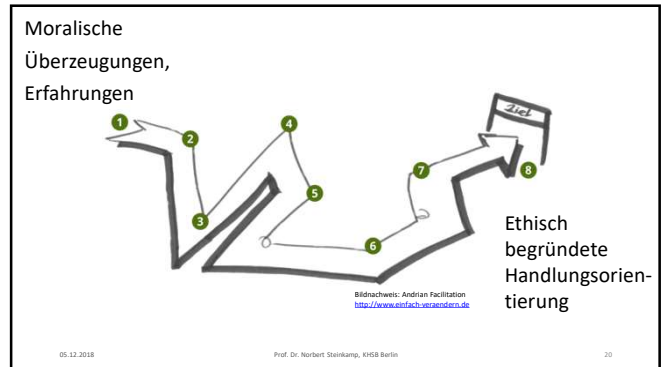 Moralische
Überzeugungen,
Erfahrungen
1
2
3
4
5
6
7
8
Ziel
Ethisch
begründete
Handlungsorien-
tierung
Bildnachweis: Andrian Facilitation
http://www.einfach-veraendern.de
05.12.2018 Prof. Dr. Norbert Steinkamp, KHSB Berlin 20